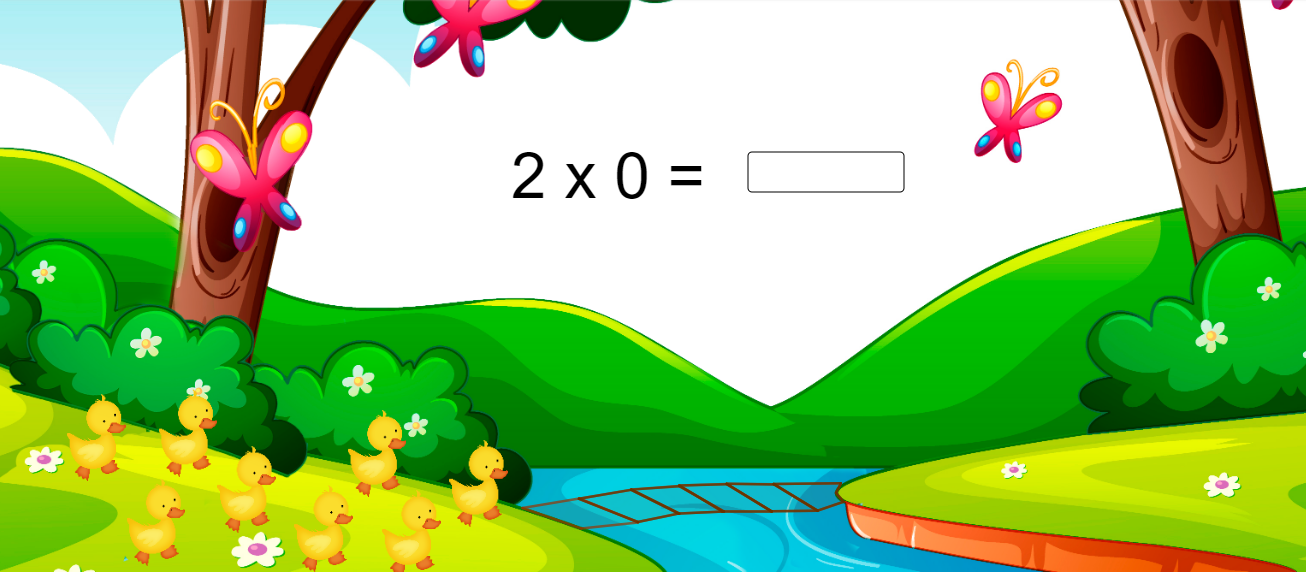 2 x 0 =